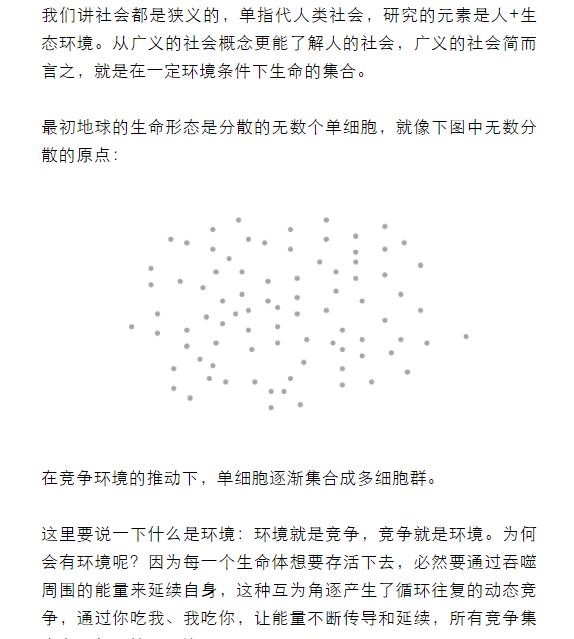 我们讲社会都是狭义的，单指代人类社会，研究的元素是人+生
态环境。从广义的社会概念更能了解人的社会，广义的社会简而
言之，就是在一定环境条件下生命的集合。
最初地球的生命形态是分散的无数个单细胞，就像下图中无数分
散的原点：
在竞争环境的推动下，单细胞逐渐集合成多细胞群。
这里要说一下什么是环境：环境就是竞争，竞争就是环境。为何
会有环境呢？因为每一个生命体想要存活下去，必然要通过吞噬
周围的能量来延续自身，这种互为角逐产生了循环往复的动态竞
争，通过你吃我、我吃你，让能量不断传导和延续，所有竞争集